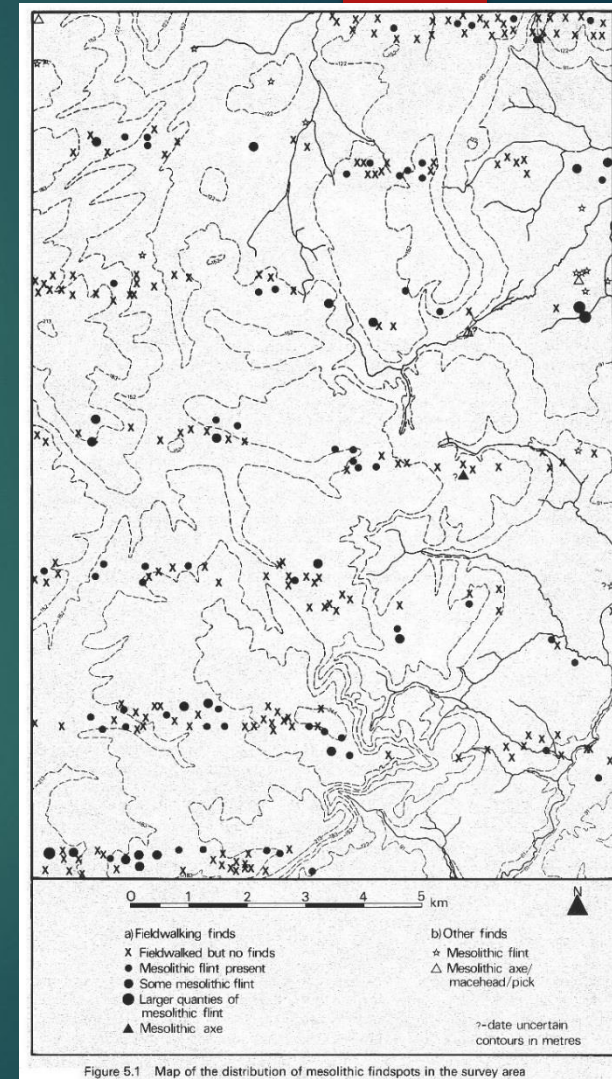 122
0 1 2 3 4 5 km
N
a) Fieldwalking finds
x Fieldwalked but no finds
Mesolithic flint present
Some mesolithic flint
Larger quanties of
mesolithic flint
Mesolithic axe
b) Other finds
Mesolithic flint
Mesolithic axe/
macehead/pick
?-date uncertain
contours in metres
Figure 5.1 Map of the distribution of mesolithic findspots in the survey area